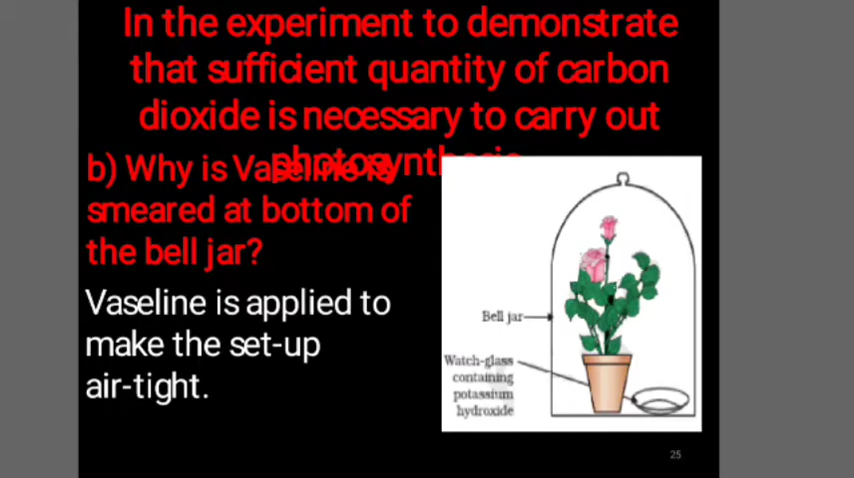 In the experiment to demonstrate
that sufficient quantity of carbon
dioxide is necessary to carry out
b) Why is Vaseline is
smeared at bottom of
the bell jar?
Vaseline is applied to
make the set-up
air-tight.
Bell jar
Watch-glass
containing
potassium
hydroxide
25